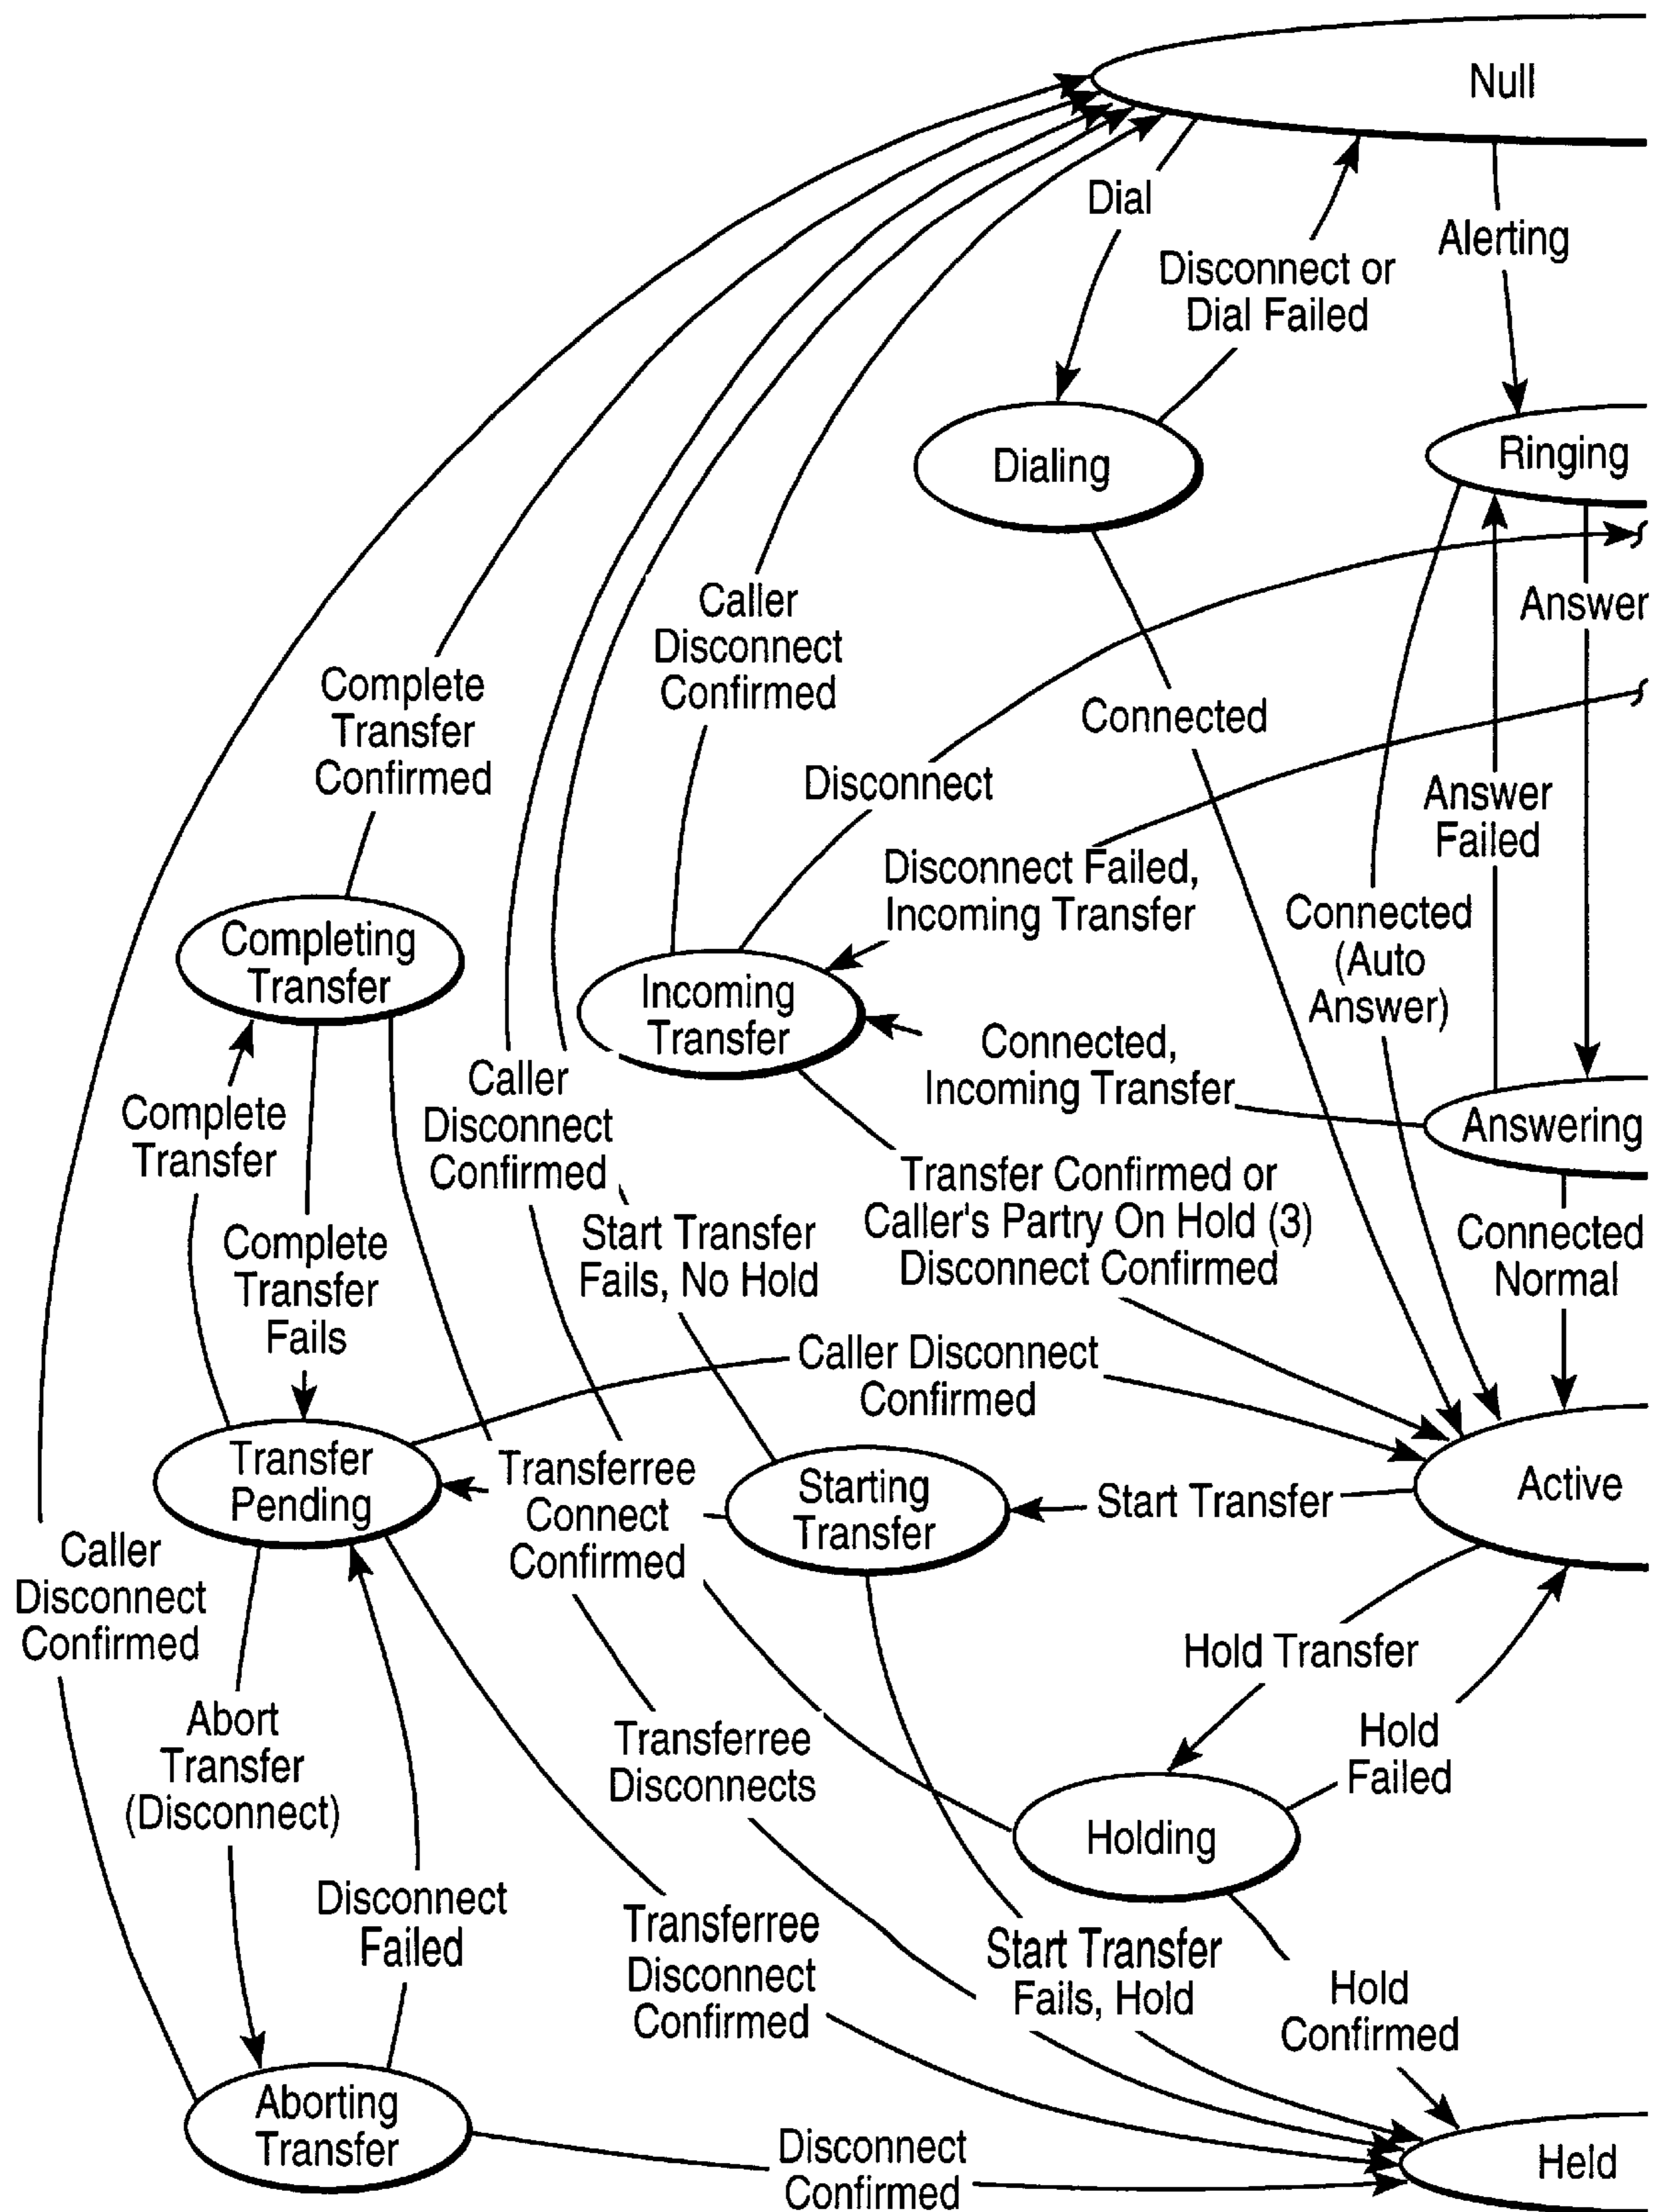 Null
Dial
Alerting
Disconnect or
Dial Failed
Dialing
Ringing
Caller
Disconnect
Confirmed
Answer
Complete
Transfer
Confirmed
Connected
Disconnect
Answer
Failed
Disconnect Failed,
Incoming Transfer
Connected
(Auto
Answer)
Completing
Transfer
Incoming
Transfer
Connected,
Incoming Transfer
Caller
Disconnect
Confirmed
Complete
Transfer
Answering
Transfer Confirmed or
Caller's Partry On Hold (3)
Disconnect Confirmed
Start Transfer
Fails, No Hold
Connected
Normal
Complete
Transfer
Fails
Caller Disconnect
Confirmed
Transfer
Pending
Transferree
Connect
Confirmed
Starting
Transfer
Start Transfer
Active
Caller
Disconnect
Confirmed
Hold Transfer
Abort
Transfer
(Disconnect)
Transferree
Disconnects
Hold
Failed
Holding
Disconnect
Failed
Transferree
Disconnect
Confirmed
Start Transfer
Fails, Hold
Hold
Confirmed
Aborting
Transfer
Disconnect
Confirmed
Held